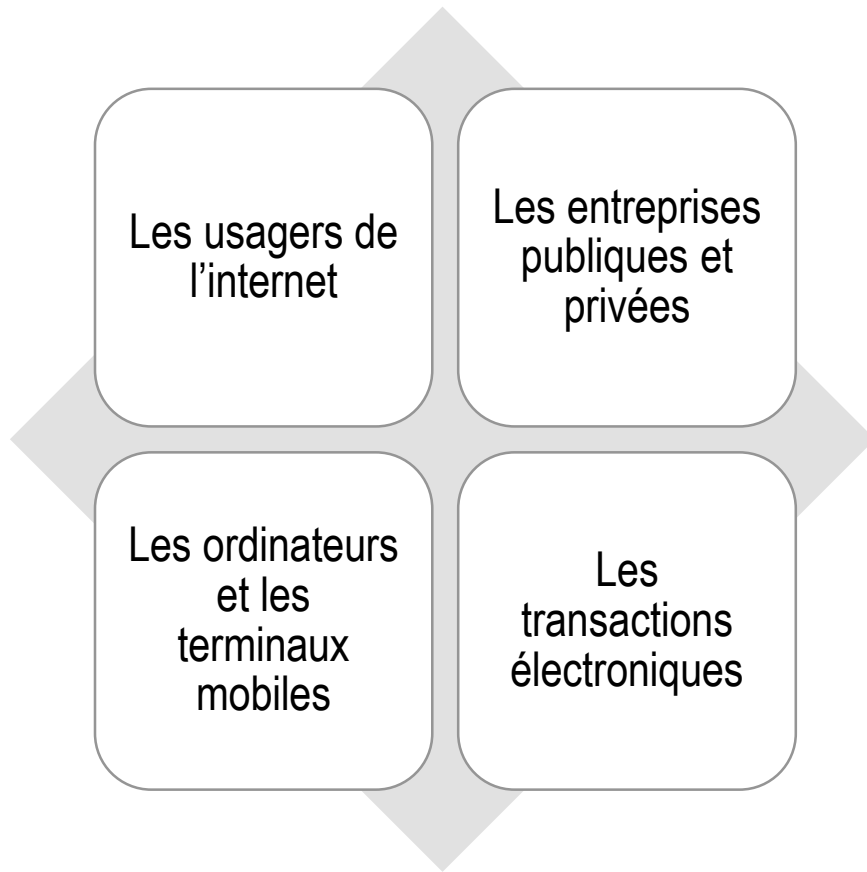 Les usagers de
l’internet
Les entreprises
publiques et
privées
Les ordinateurs
et les
terminaux
mobiles
Les
transactions
électroniques